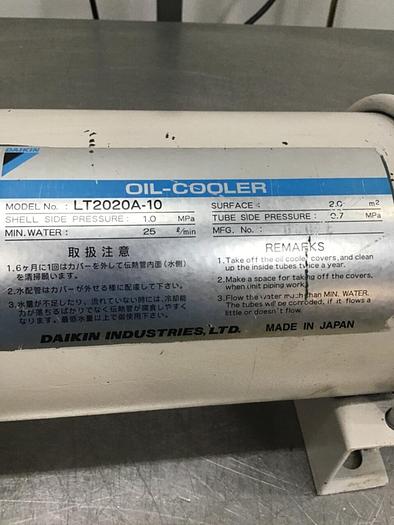 DAIKIN
OIL-COOLER
MODEL No. : LT2020A-10
SURFACE : 2.0 m2
SHELL SIDE PRESSURE : 1.0 MPa
TUBE SIDE PRESSURE : 0.7 MPa
MIN. WATER : 25 ℓ/min
MFG. No. :
取扱注意
1.6ヶ月に1回はカバーを外して伝熱管内面(水側)
を清掃願います。
2.水配管はカバーが外せる様に配慮して下さい。
3.水量が不足したり、流れていない時には、冷却能
力が落ちるばかりでなく伝熱管が腐食しやすく
なります。最低水量以上で御使用下さい。
REMARKS
1.Take off the oil cooler covers, and clean
up the inside tubes twice a year.
2.Make a space for taking off the covers,
when unit piping work.
3.Flow the water much than MIN. WATER.
The tubes will be corroded, if it flows a
little or doesn't flow.
DAIKIN INDUSTRIES, LTD. MADE IN JAPAN